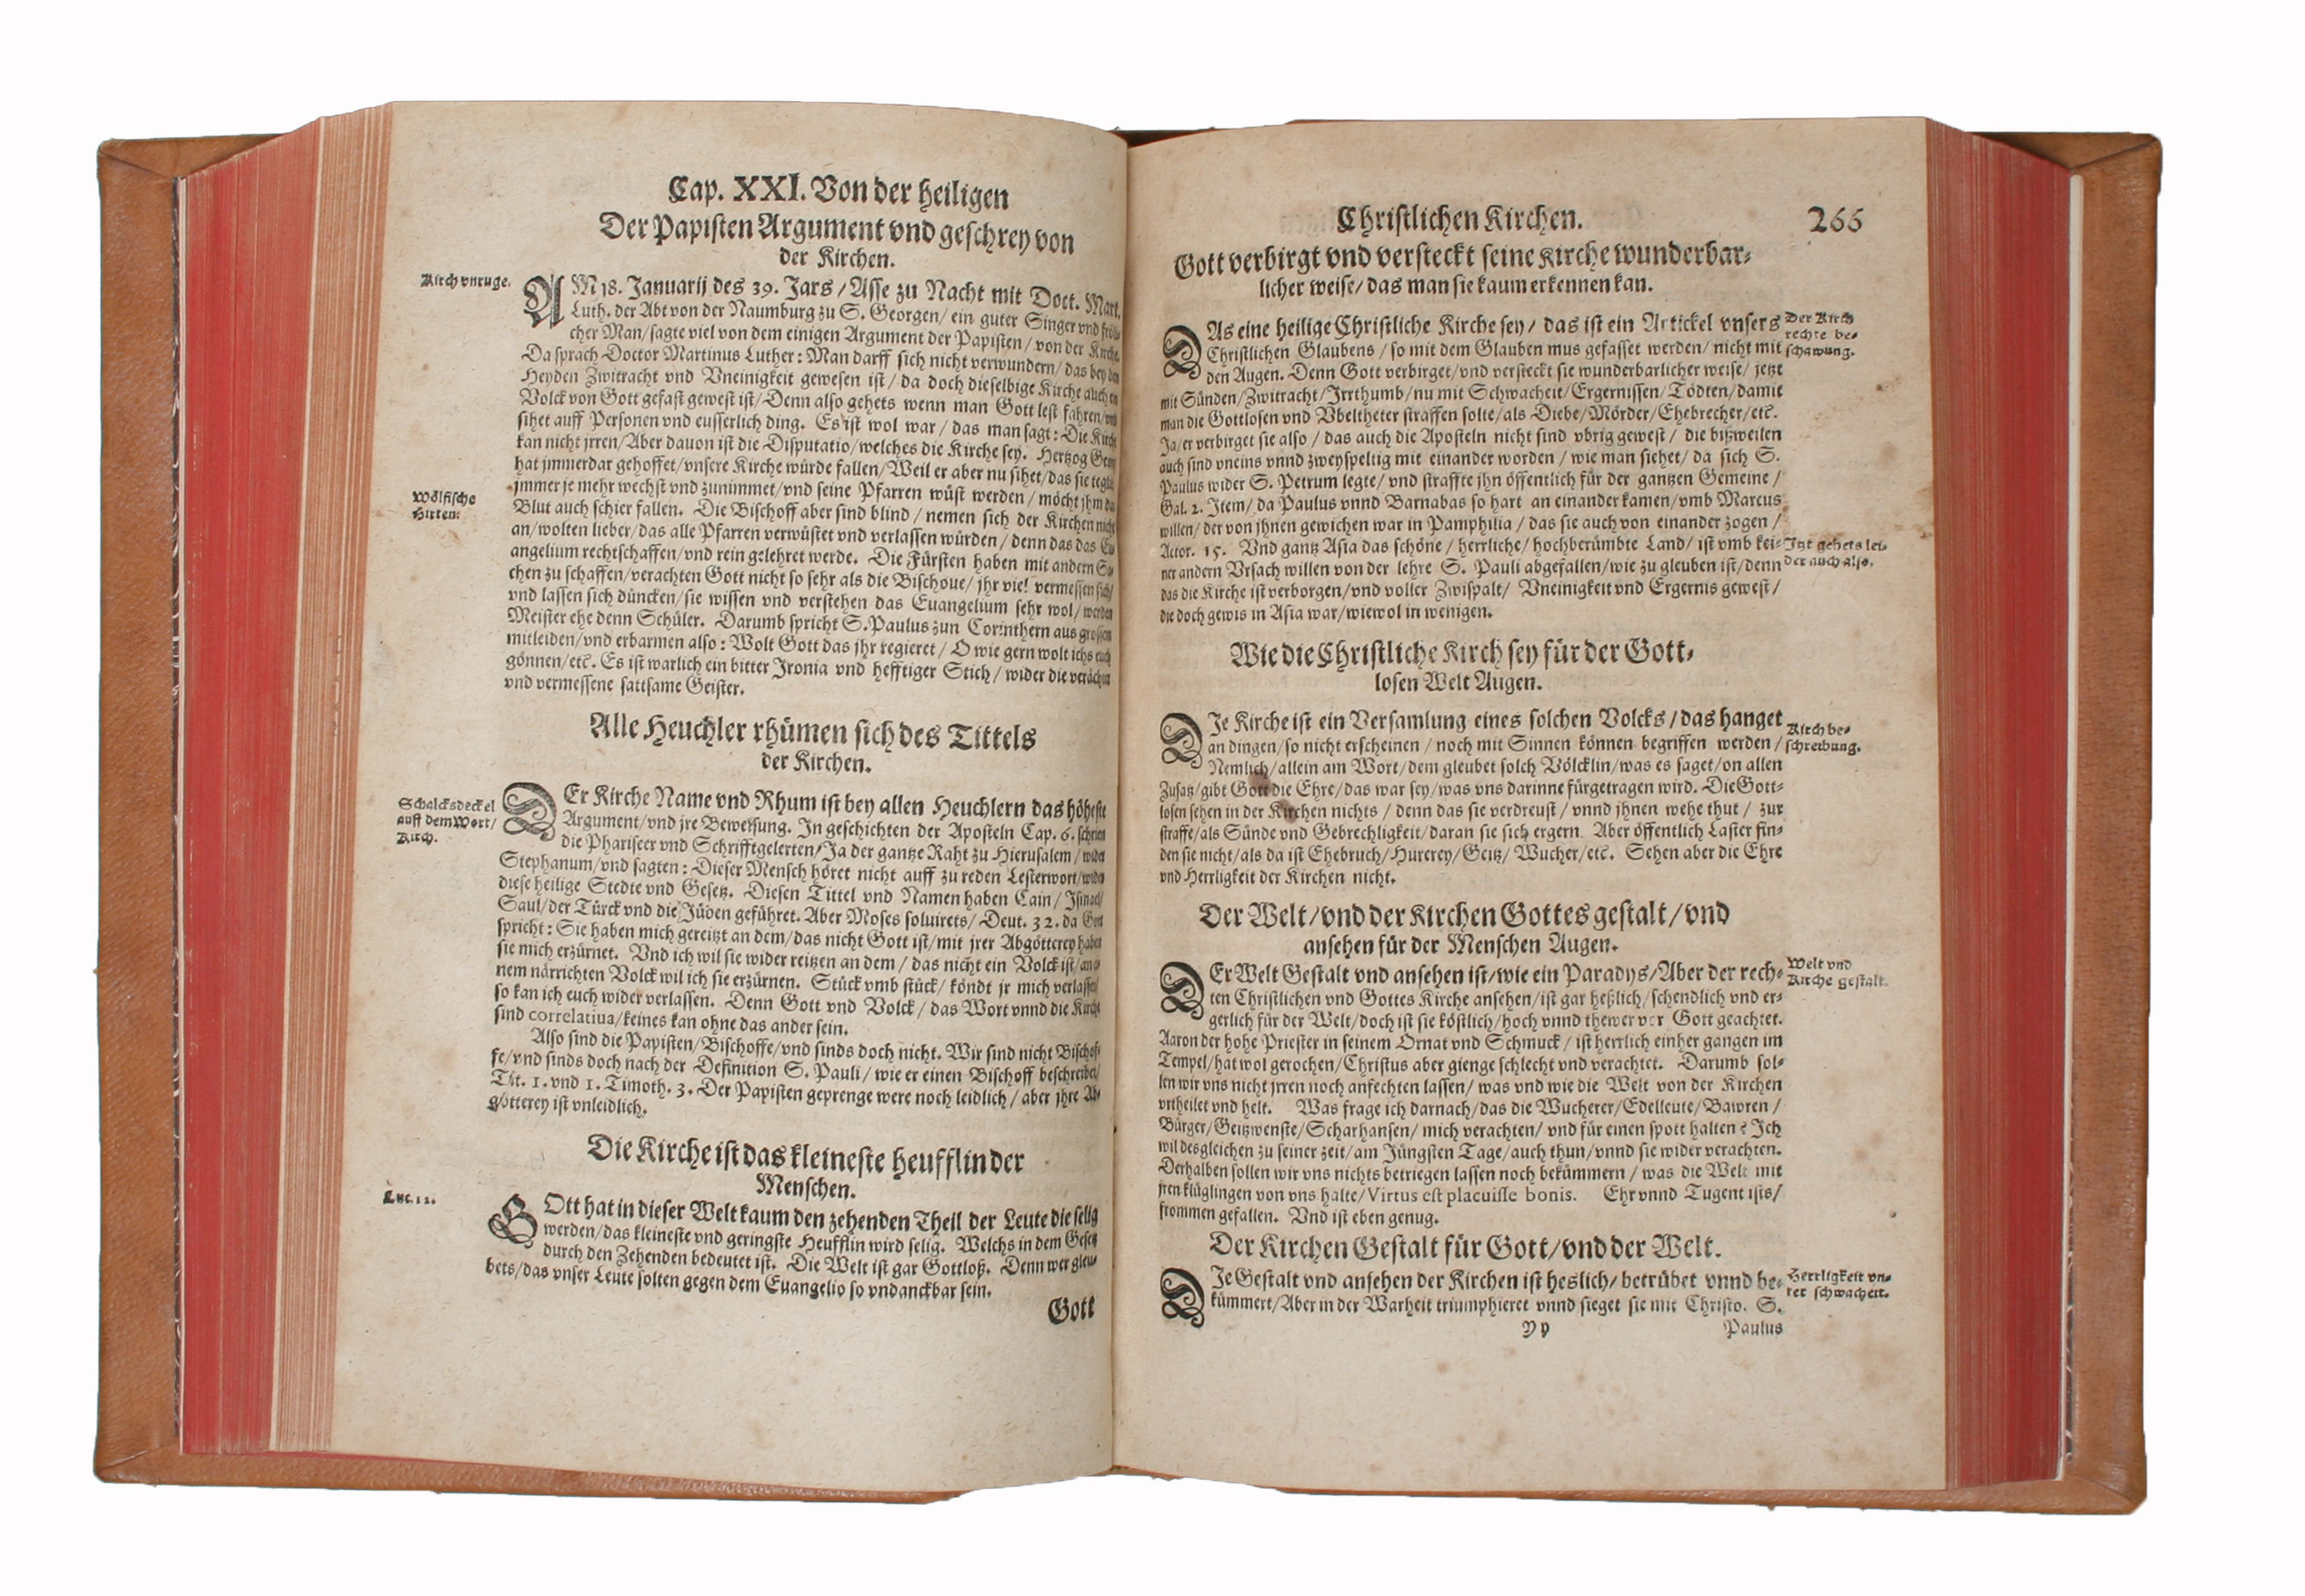 Cap. XXI. Von der heiligen
Der Papisten Argument vnd geschrey von
der Kirchen.
Kirch vnruge.
AM 18. Januarij des 39. Jars / Asse zu Nacht mit Doct. Mart.
Luth. der Abt von der Naumburg zu S. Georgen / ein guter Singer vnd
cher Man / sagte viel von dem einigen Argument der Papisten / von der Kirche.
Da sprach Doctor Martinus Luther: Man darff sich nicht verwundern / das bey den
Heyden Zwitracht vnd Vneinigkeit gewesen ist / da doch dieselbige Kirche auch ein
Volck von Gott gefast gewest ist / Denn also gehets wenn man Gott lest fahren / vnd
sihet auff Personen vnd eusserlich ding. Es ist wol war / das man sagt: Die Kirche
kan nicht jrren / Aber dauon ist die Disputatio / welches die Kirche sey. Hertzog Georg
hat jmmerdar gehoffet / vnsere Kirche würde fallen / Weil er aber nu sihet / das sie
jmmer je mehr wechst vnd zunimmet / vnd seine Pfarren wüst werden / möcht jhm das
Wölfische
Hirten.
Blut auch schier fallen. Die Bischoff aber sind blind / nemen sich der Kirchen nicht
an / wolten lieber / das alle Pfarren verwüstet vnd verlassen würden / denn das das Eu
angelium rechtschaffen / vnd rein gelehret werde. Die Fürsten haben mit andern Sa
chen zu schaffen / verachten Gott nicht so sehr als die Bischoue / jhr viel vermessen sich /
vnd lassen sich düncken / sie wissen vnd verstehen das Euangelium sehr wol / werden
Meister ehe denn Schüler. Darumb spricht S. Paulus zun Corinthern aus grossen
mitleiden / vnd erbarmen also: Wolt Gott das jhr regieret / O wie gern wolt ichs euch
gönnen / etc. Es ist warlich ein bitter Ironia vnd hefftiger Stich / wider die verächter
vnd vermessene sattsame Geister.
Alle Heuchler rhümen sich des Tittels
der Kirchen.
Schalcksdeckel
auff dem Wort /
Kirch.
DEr Kirche Name vnd Rhum ist bey allen Heuchlern das höheste
Argument / vnd jre Beweisung. In geschichten der Aposteln Cap. 6. schrien
die Phariseer vnd Schrifftgelerten / Ja der gantze Raht zu Hierusalem / wider
Stephanum / vnd sagten: Dieser Mensch höret nicht auff zu reden Lesterwort / wider
diese heilige Stedte vnd Gesetz. Diesen Tittel vnd Namen haben Cain / Ismael /
Saul / der Türck vnd die Jüden geführet. Aber Moses soluirets / Deut. 32. da Gott
spricht: Sie haben mich gereitzt an dem / das nicht Gott ist / mit jrer Abgötterey haben
sie mich erzürnet. Vnd ich wil sie wider reitzen an dem / das nicht ein Volck ist / an ei
nem närrichten Volck wil ich sie erzürnen. Stück vmb stück / köndt jr mich verlassen /
so kan ich euch wider verlassen. Denn Gott vnd Volck / das Wort vnnd die Kirche
sind correlatiua / keines kan ohne das ander sein.
Also sind die Papisten / Bischoffe / vnd sinds doch nicht. Wir sind nicht Bischof-
fe / vnd sinds doch nach der Definition S. Pauli / wie er einen Bischoff beschreibet /
Tit. 1. vnd 1. Timoth. 3. Der Papisten geprenge were noch leidlich / aber jhre Ab-
götterey ist vnleidlich.
Die Kirche ist das kleineste heufflin der
Menschen.
Luc. 12.
GOtt hat in dieser Welt kaum den zehenden Theil der Leute die selig
werden / das kleineste vnd geringste Heufflin wird selig. Welchs in dem Gesetz
durch den Zehenden bedeutet ist. Die Welt ist gar Gottloß. Denn wer gleu-
bets / das vnser Leute solten gegen dem Euangelio so vndanckbar sein.
Gott
Christlichen Kirchen. 266
Gott verbirgt vnd versteckt seine Kirche wunderbar-
licher weise / das man sie kaum erkennen kan.
DAs eine heilige Christliche Kirche sey / das ist ein Artickel vnsers
Christlichen Glaubens / so mit dem Glauben mus gefasset werden / nicht mit
den Augen. Denn Gott verbirget / vnd versteckt sie wunderbarlicher weise / jetzt
Der Kirch
rechte be-
schawung.
mit Sünden / Zwitracht / Jrrthumb / nu mit Schwacheit / Ergernissen / Tödten / damit
man die Gottlosen vnd Vbeltheter straffen solte / als Diebe / Mörder / Ehebrecher / etc.
Ja / er verbirget sie also / das auch die Aposteln nicht sind vbrig gewest / die bißweilen
auch sind vneins vnnd zweyspeltig mit einander worden / wie man siehet / da sich S.
Paulus wider S. Petrum legte / vnd straffte jhn öffentlich für der gantzen Gemeine /
Gal. 2. Item / da Paulus vnnd Barnabas so hart an einander kamen / vmb Marcus
willen / der von jhnen gewichen war in Pamphilia / das sie auch von einander zogen /
Actor. 15. Vnd gantz Asia das schöne / herrliche / hochberümbte Land / ist vmb kei-
ner andern Vrsach willen von der lehre S. Pauli abgefallen / wie zu gleuben ist / denn
Itzt gehets lei-
der auch also.
das die Kirche ist verborgen / vnd voller Zwispalt / Vneinigkeit vnd Ergernis gewest /
die doch gewis in Asia war / wiewol in wenigen.
Wie die Christliche Kirch sey für der Gott-
losen Welt Augen.
DJe Kirche ist ein Versamlung eines solchen Volcks / das hanget
an dingen / so nicht erscheinen / noch mit Sinnen können begriffen werden /
Kirch be-
schreibung.
Nemlich / allein am Wort / dem gleubet solch Völcklin / was es saget / on allen
Zusatz / gibt Gott die Ehre / das war sey / was vns darinne fürgetragen wird. Die Gott-
losen sehen in der Kirchen nichts / denn das sie verdreust / vnnd jhnen wehe thut / zur
straffe / als Sünde vnd Gebrechligkeit / daran sie sich ergern. Aber öffentlich Laster fin-
den sie nicht / als da ist Ehebruch / Hurerey / Geitz / Wucher / etc. Sehen aber die Ehre
vnd Herrligkeit der Kirchen nicht.
Der Welt / vnd der Kirchen Gottes gestalt / vnd
ansehen für der Menschen Augen.
DEr Welt Gestalt vnd ansehen ist / wie ein Paradys / Aber der rech-
ten Christlichen vnd Gottes Kirche ansehen / ist gar heßlich / schendlich vnd er-
gerlich für der Welt / doch ist sie köstlich / hoch vnnd thewer vor Gott geachtet.
Welt vnd
Kirche gestalt.
Aaron der hohe Priester in seinem Ornat vnd Schmuck / ist herrlich einher gangen im
Tempel / hat wol gerochen / Christus aber gienge schlecht vnd verachtet. Darumb sol-
len wir vns nicht jrren noch anfechten lassen / was vnd wie die Welt von der Kirchen
vrtheilet vnd helt. Was frage ich darnach / das die Wucherer / Edelleute / Bawren /
Bürger / Geitzwenste / Scharhansen / mich verachten / vnd für einen spott halten? Ich
wil desgleichen zu seiner zeit / am Jüngsten Tage / auch thun / vnnd sie wider verachten.
Derhalben sollen wir vns nichts betriegen lassen noch bekümmern / was die Welt mit
jren klüglingen von vns halte / Virtus est placuisse bonis. Ehr vnnd Tugent ists /
frommen gefallen. Vnd ist eben genug.
Der Kirchen Gestalt für Gott / vnd der Welt.
DJe Gestalt vnd ansehen der Kirchen ist heslich / betrübet vnnd be-
kümmert / Aber in der Warheit triumphieret vnnd sieget sie mit Christo. S.
Herrligkeit vn-
ter schwacheit.
Yy Paulus